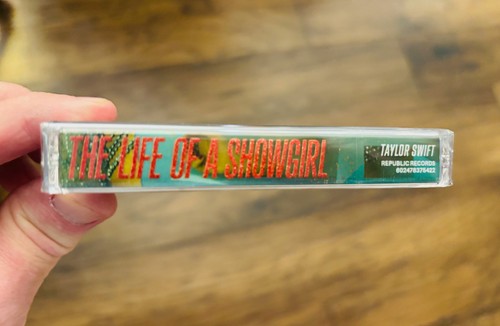 THE LIFE OF A SHOWGIRL
TAYLOR SWIFT
REPUBLIC RECORDS
602478375422